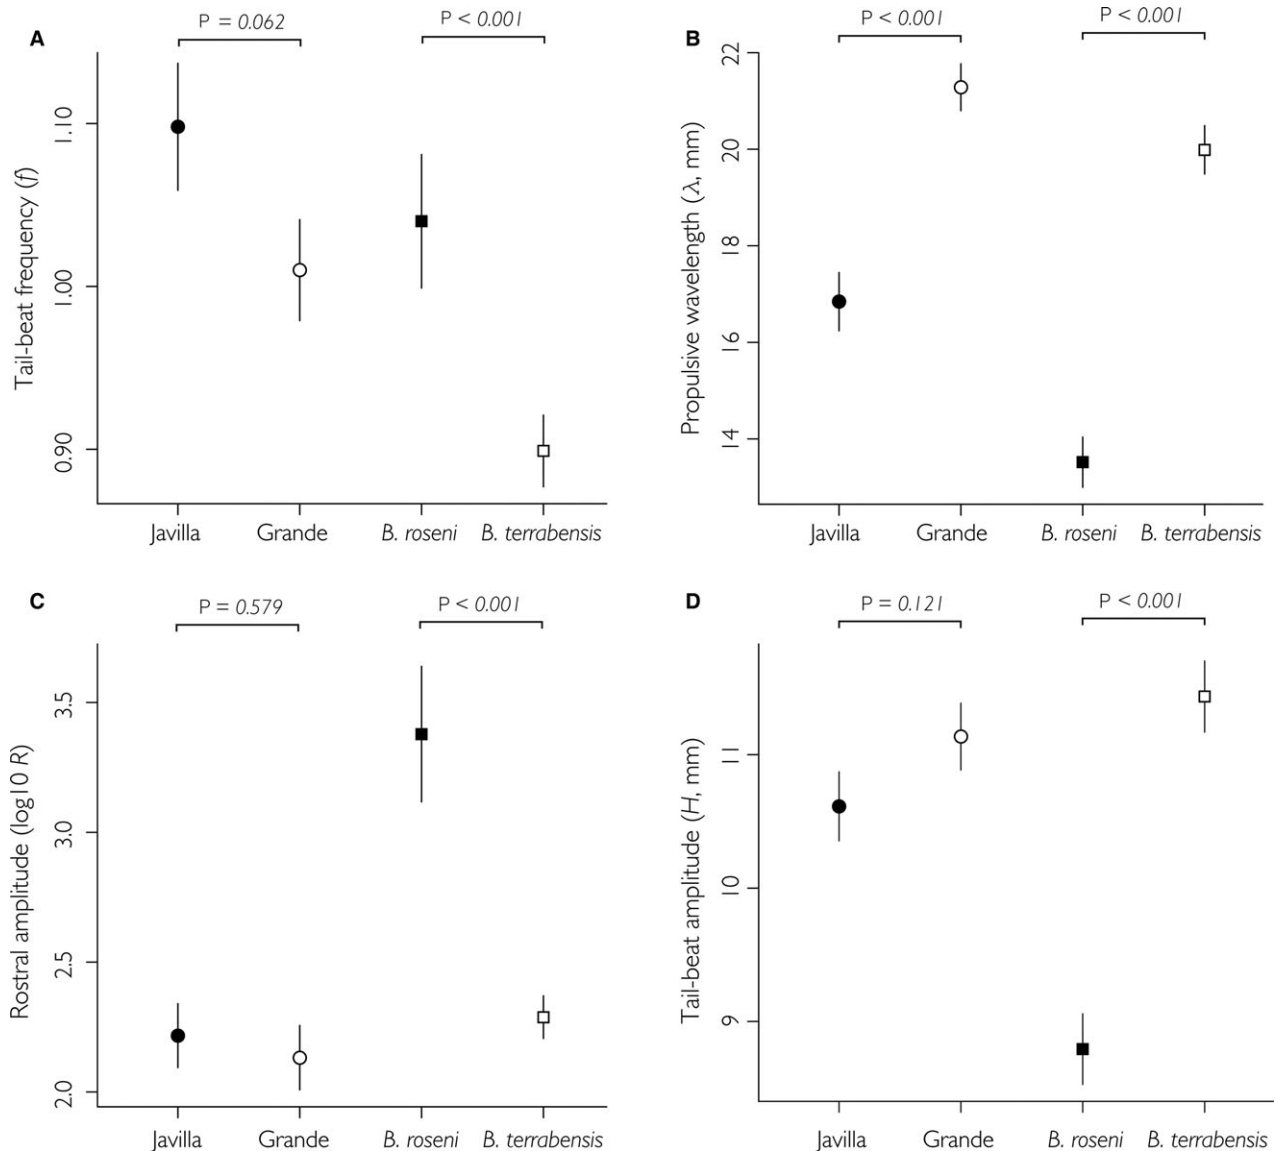 A
P = 0.062
P < 0.001
Tail-beat frequency (f)
1.10
1.00
0.90
Javilla
Grande
B. roseni
B. terrabensis
B
P < 0.001
P < 0.001
Propulsive wavelength (λ, mm)
22
20
18
16
14
Javilla
Grande
B. roseni
B. terrabensis
C
P = 0.579
P < 0.001
Rostral amplitude (log10 R)
3.5
3.0
2.5
2.0
Javilla
Grande
B. roseni
B. terrabensis
D
P = 0.121
P < 0.001
Tail-beat amplitude (H, mm)
11
10
9
Javilla
Grande
B. roseni
B. terrabensis